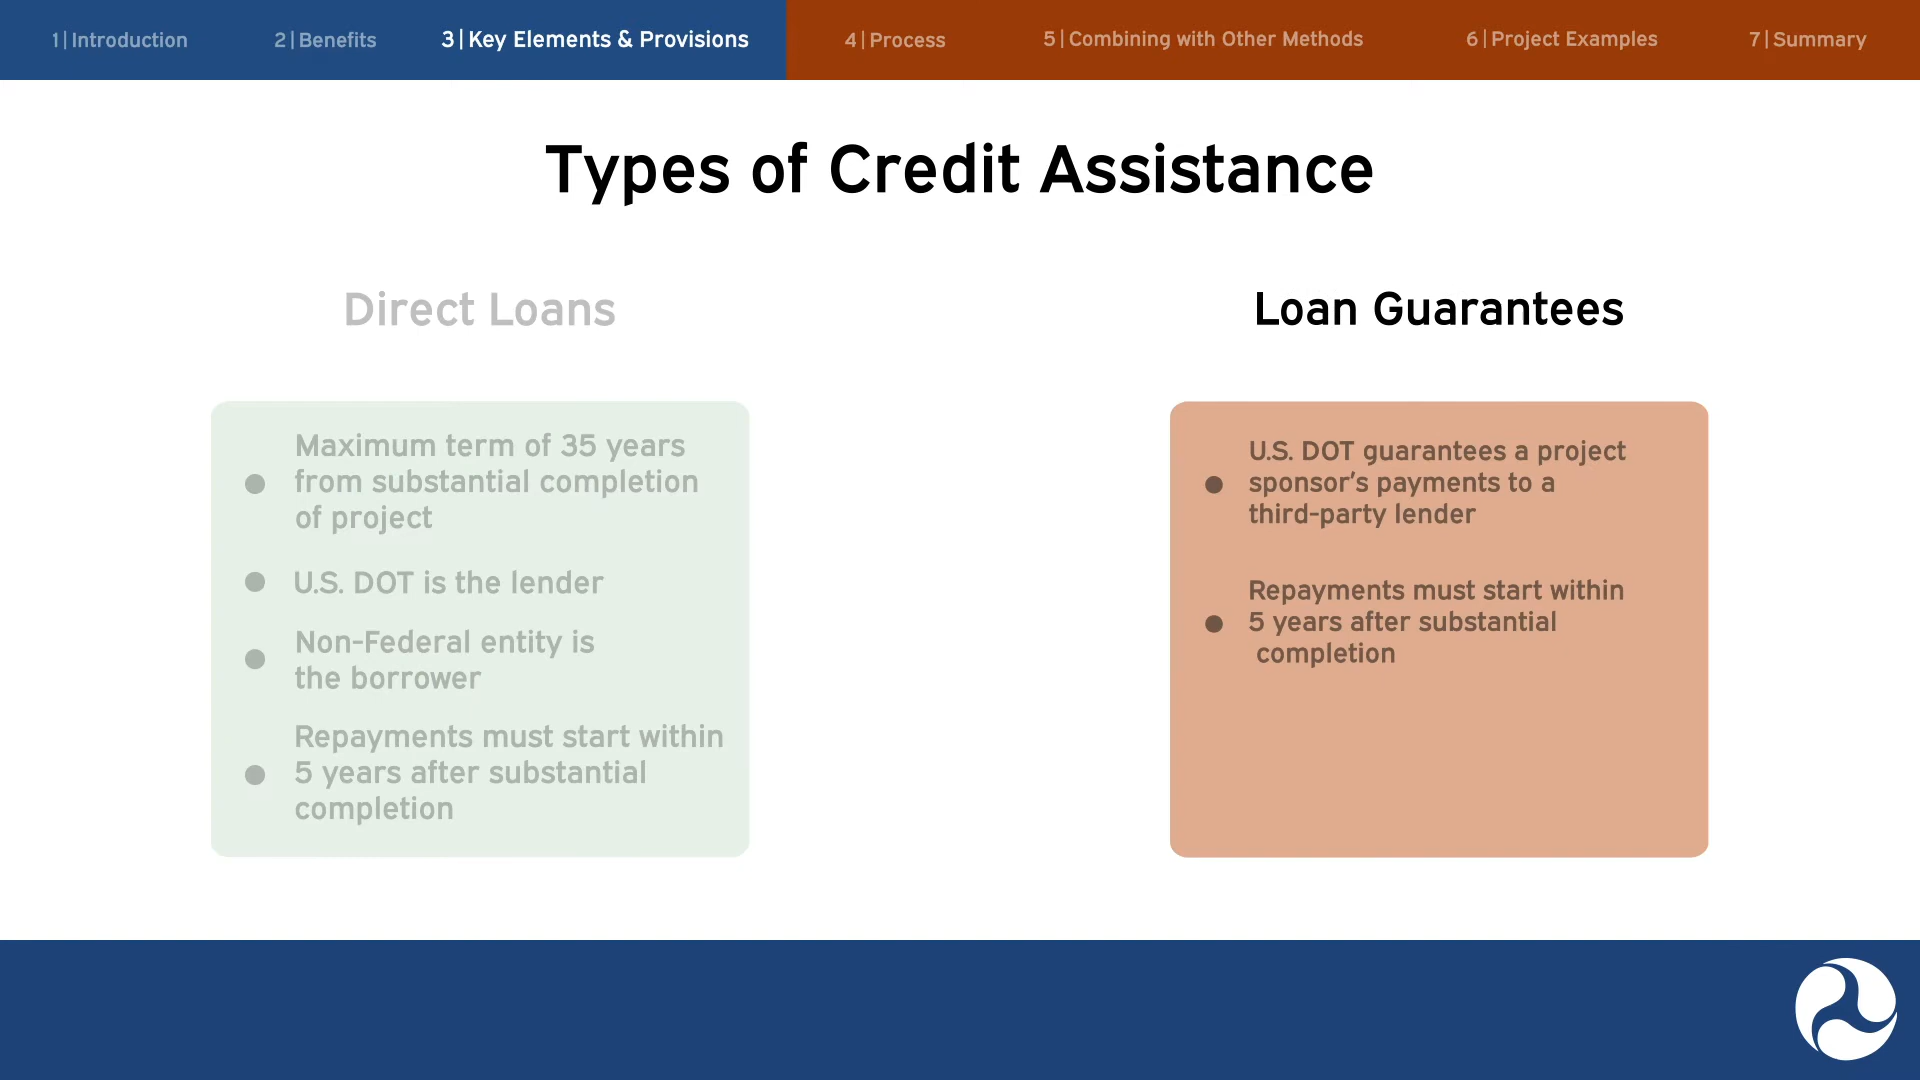 1|Introduction
2|Benefits
3|Key Elements & Provisions
4|Process
5|Combining with Other Methods
6|Project Examples
7|Summary
Types of Credit Assistance
Direct Loans
Maximum term of 35 years
from substantial completion
of project
U.S. DOT is the lender
Non-Federal entity is
the borrower
Repayments must start within
5 years after substantial
completion
Loan Guarantees
U.S. DOT guarantees a project
sponsor's payments to a
third-party lender
Repayments must start within
5 years after substantial
completion